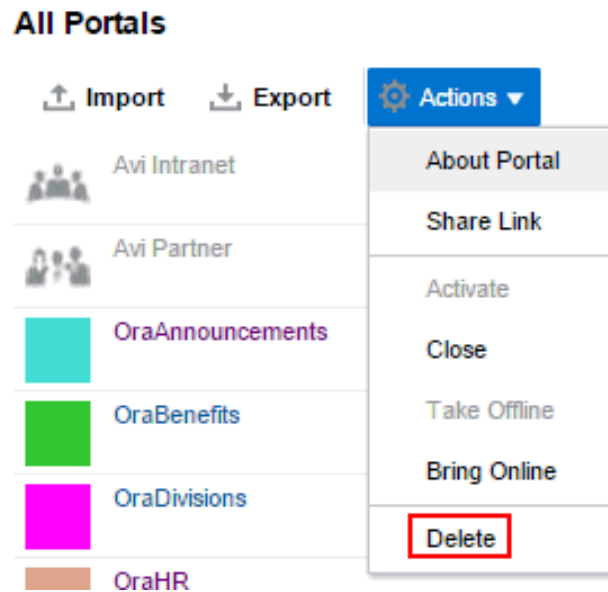 All Portals
Import Export Actions
Avi Intranet
Avi Partner
OraAnnouncements
OraBenefits
OraDivisions
OraHR
About Portal
Share Link
Activate
Close
Take Offline
Bring Online
Delete